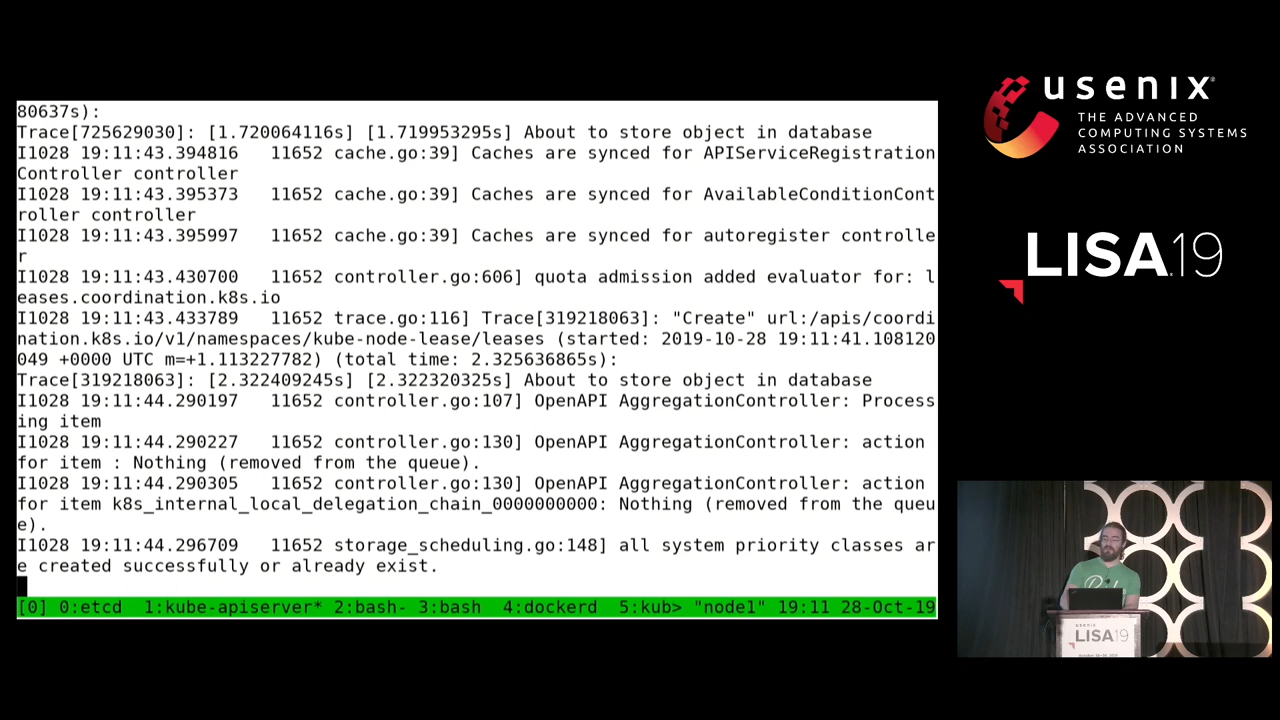 80637s):
Trace[725629030]: [1.720064116s] [1.719953295s] About to store object in database
I1028 19:11:43.394816   11652 cache.go:39] Caches are synced for APIServiceRegistration
Controller controller
I1028 19:11:43.395373   11652 cache.go:39] Caches are synced for AvailableConditionCont
roller controller
I1028 19:11:43.395997   11652 cache.go:39] Caches are synced for autoregister controlle
r
I1028 19:11:43.430700   11652 controller.go:606] quota admission added evaluator for: l
eases.coordination.k8s.io
I1028 19:11:43.433789   11652 trace.go:116] Trace[319218063]: "Create" url:/apis/coordi
nation.k8s.io/v1/namespaces/kube-node-lease/leases (started: 2019-10-28 19:11:41.108120
049 +0000 UTC m=+1.113227782) (total time: 2.325636865s):
Trace[319218063]: [2.322409245s] [2.322320325s] About to store object in database
I1028 19:11:44.290197   11652 controller.go:107] OpenAPI AggregationController: Process
ing item
I1028 19:11:44.290227   11652 controller.go:130] OpenAPI AggregationController: action
for item : Nothing (removed from the queue).
I1028 19:11:44.290305   11652 controller.go:130] OpenAPI AggregationController: action
for item k8s_internal_local_delegation_chain_0000000000: Nothing (removed from the queu
e).
I1028 19:11:44.296709   11652 storage_scheduling.go:148] all system priority classes ar
e created successfully or already exist.
[0] 0:etcd  1:kube-apiserver* 2:bash- 3:bash  4:dockerd  5:kub> "node1" 19:11 28-Oct-19
usenix
THE ADVANCED
COMPUTING SYSTEMS
ASSOCIATION
LISA19
usenix
LISA19